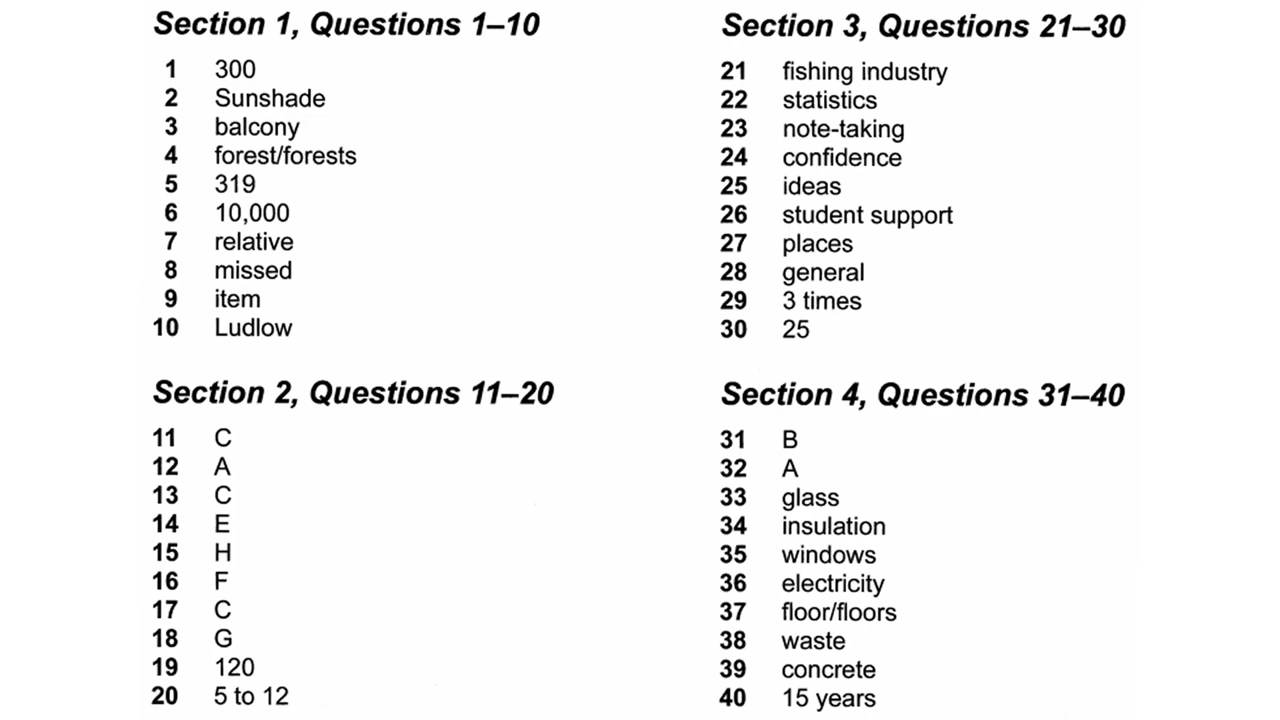 Section 1, Questions 1–10
1 300
2 Sunshade
3 balcony
4 forest/forests
5 319
6 10,000
7 relative
8 missed
9 item
10 Ludlow
Section 2, Questions 11–20
11 C
12 A
13 C
14 E
15 H
16 F
17 C
18 G
19 120
20 5 to 12
Section 3, Questions 21–30
21 fishing industry
22 statistics
23 note-taking
24 confidence
25 ideas
26 student support
27 places
28 general
29 3 times
30 25
Section 4, Questions 31–40
31 B
32 A
33 glass
34 insulation
35 windows
36 electricity
37 floor/floors
38 waste
39 concrete
40 15 years